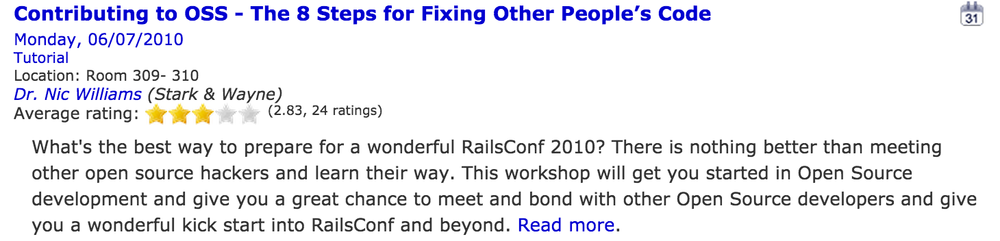 Contributing to OSS - The 8 Steps for Fixing Other People’s Code
31
Monday, 06/07/2010
Tutorial
Location: Room 309- 310
Dr. Nic Williams (Stark & Wayne)
Average rating: (2.83, 24 ratings)
What's the best way to prepare for a wonderful RailsConf 2010? There is nothing better than meeting
other open source hackers and learn their way. This workshop will get you started in Open Source
development and give you a great chance to meet and bond with other Open Source developers and give
you a wonderful kick start into RailsConf and beyond. Read more.